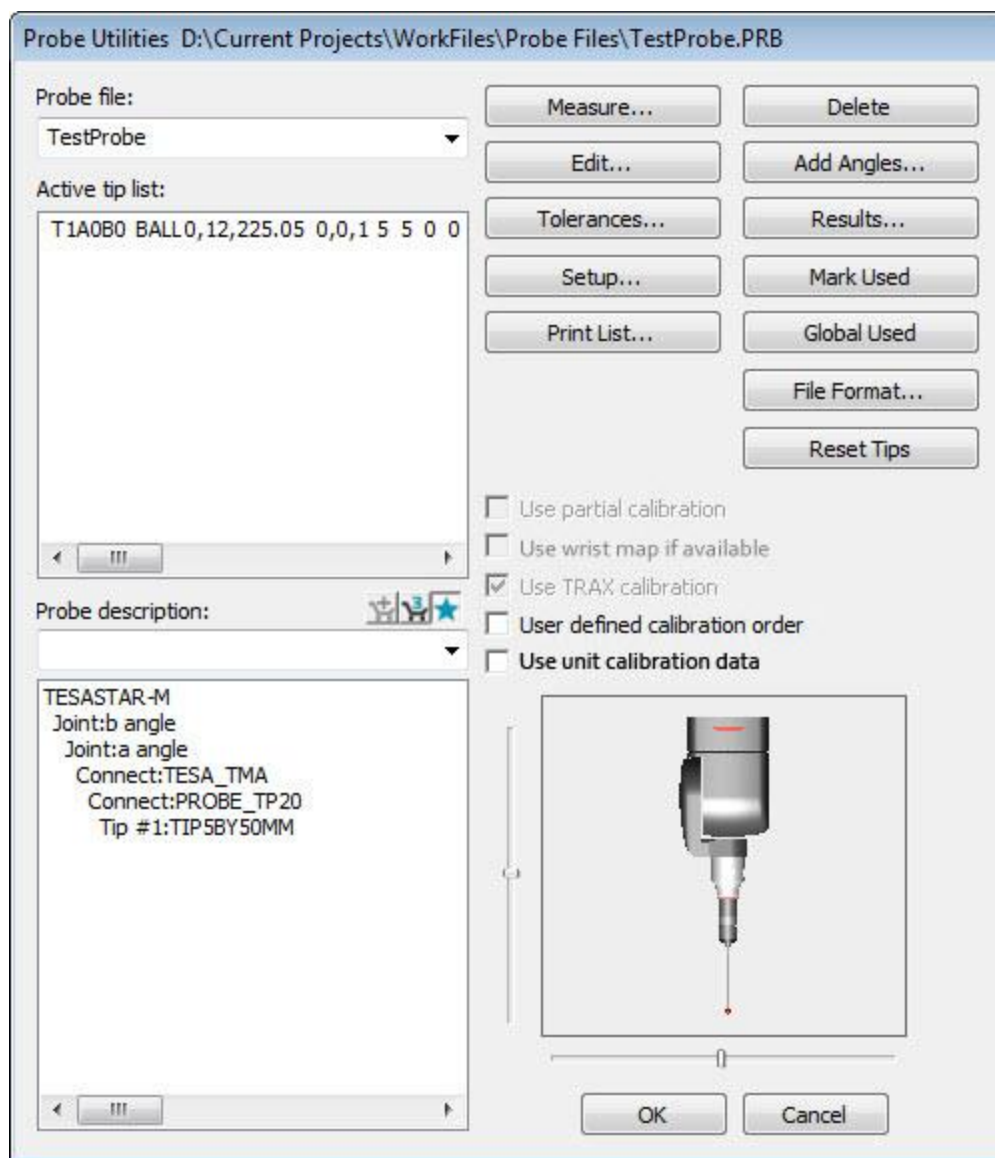 Probe Utilities D:\Current Projects\WorkFiles\Probe Files\TestProbe.PRB
Probe file:
TestProbe
Active tip list:
T1A0B0 BALL0,12,225.05 0,0,1 5 5 0 0
Measure...
Delete
Edit...
Add Angles...
Tolerances...
Results...
Setup...
Mark Used
Print List...
Global Used
File Format...
Reset Tips
Use partial calibration
Use wrist map if available
Use TRAX calibration
User defined calibration order
Use unit calibration data
Probe description:
3
TESASTAR-M
Joint:b angle
Joint:a angle
Connect:TESA_TMA
Connect:PROBE_TP20
Tip #1:TIP5BY50MM
OK
Cancel